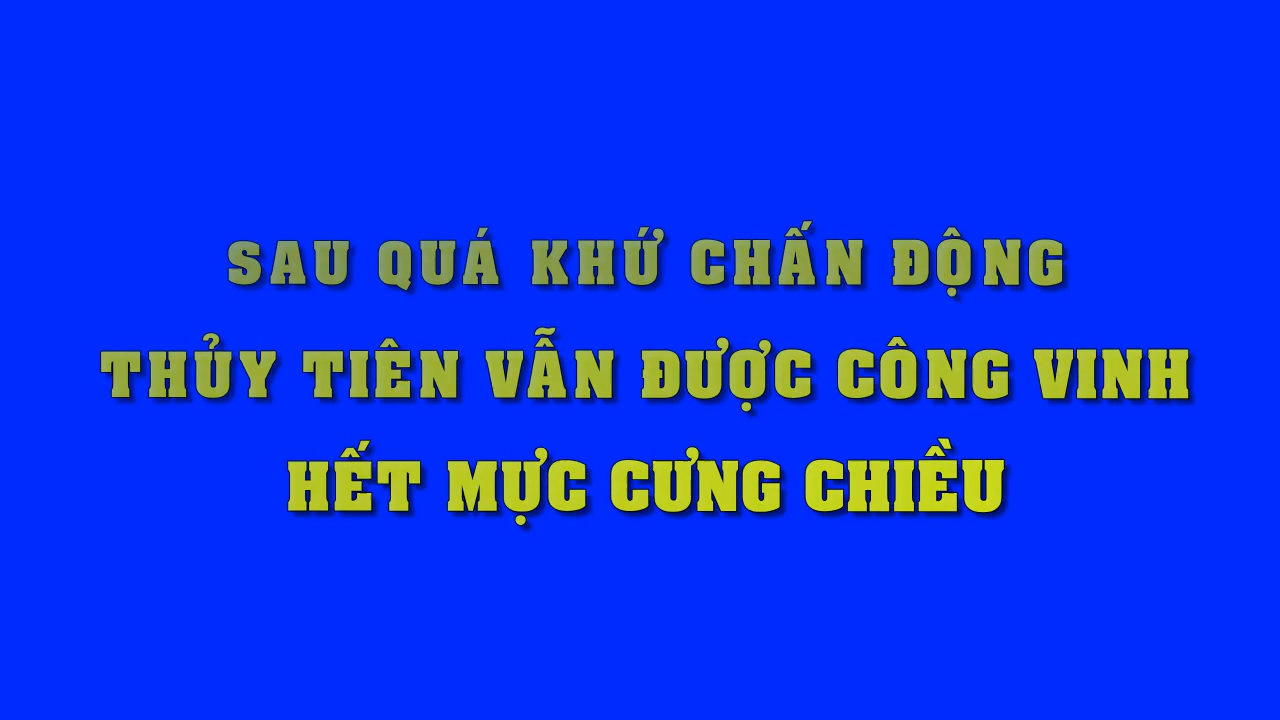 SAU QUÁ KHỨ CHẤN ĐỘNG
THỦY TIÊN VẪN ĐƯỢC CÔNG VINH
HẾT MỰC CƯNG CHIỀU